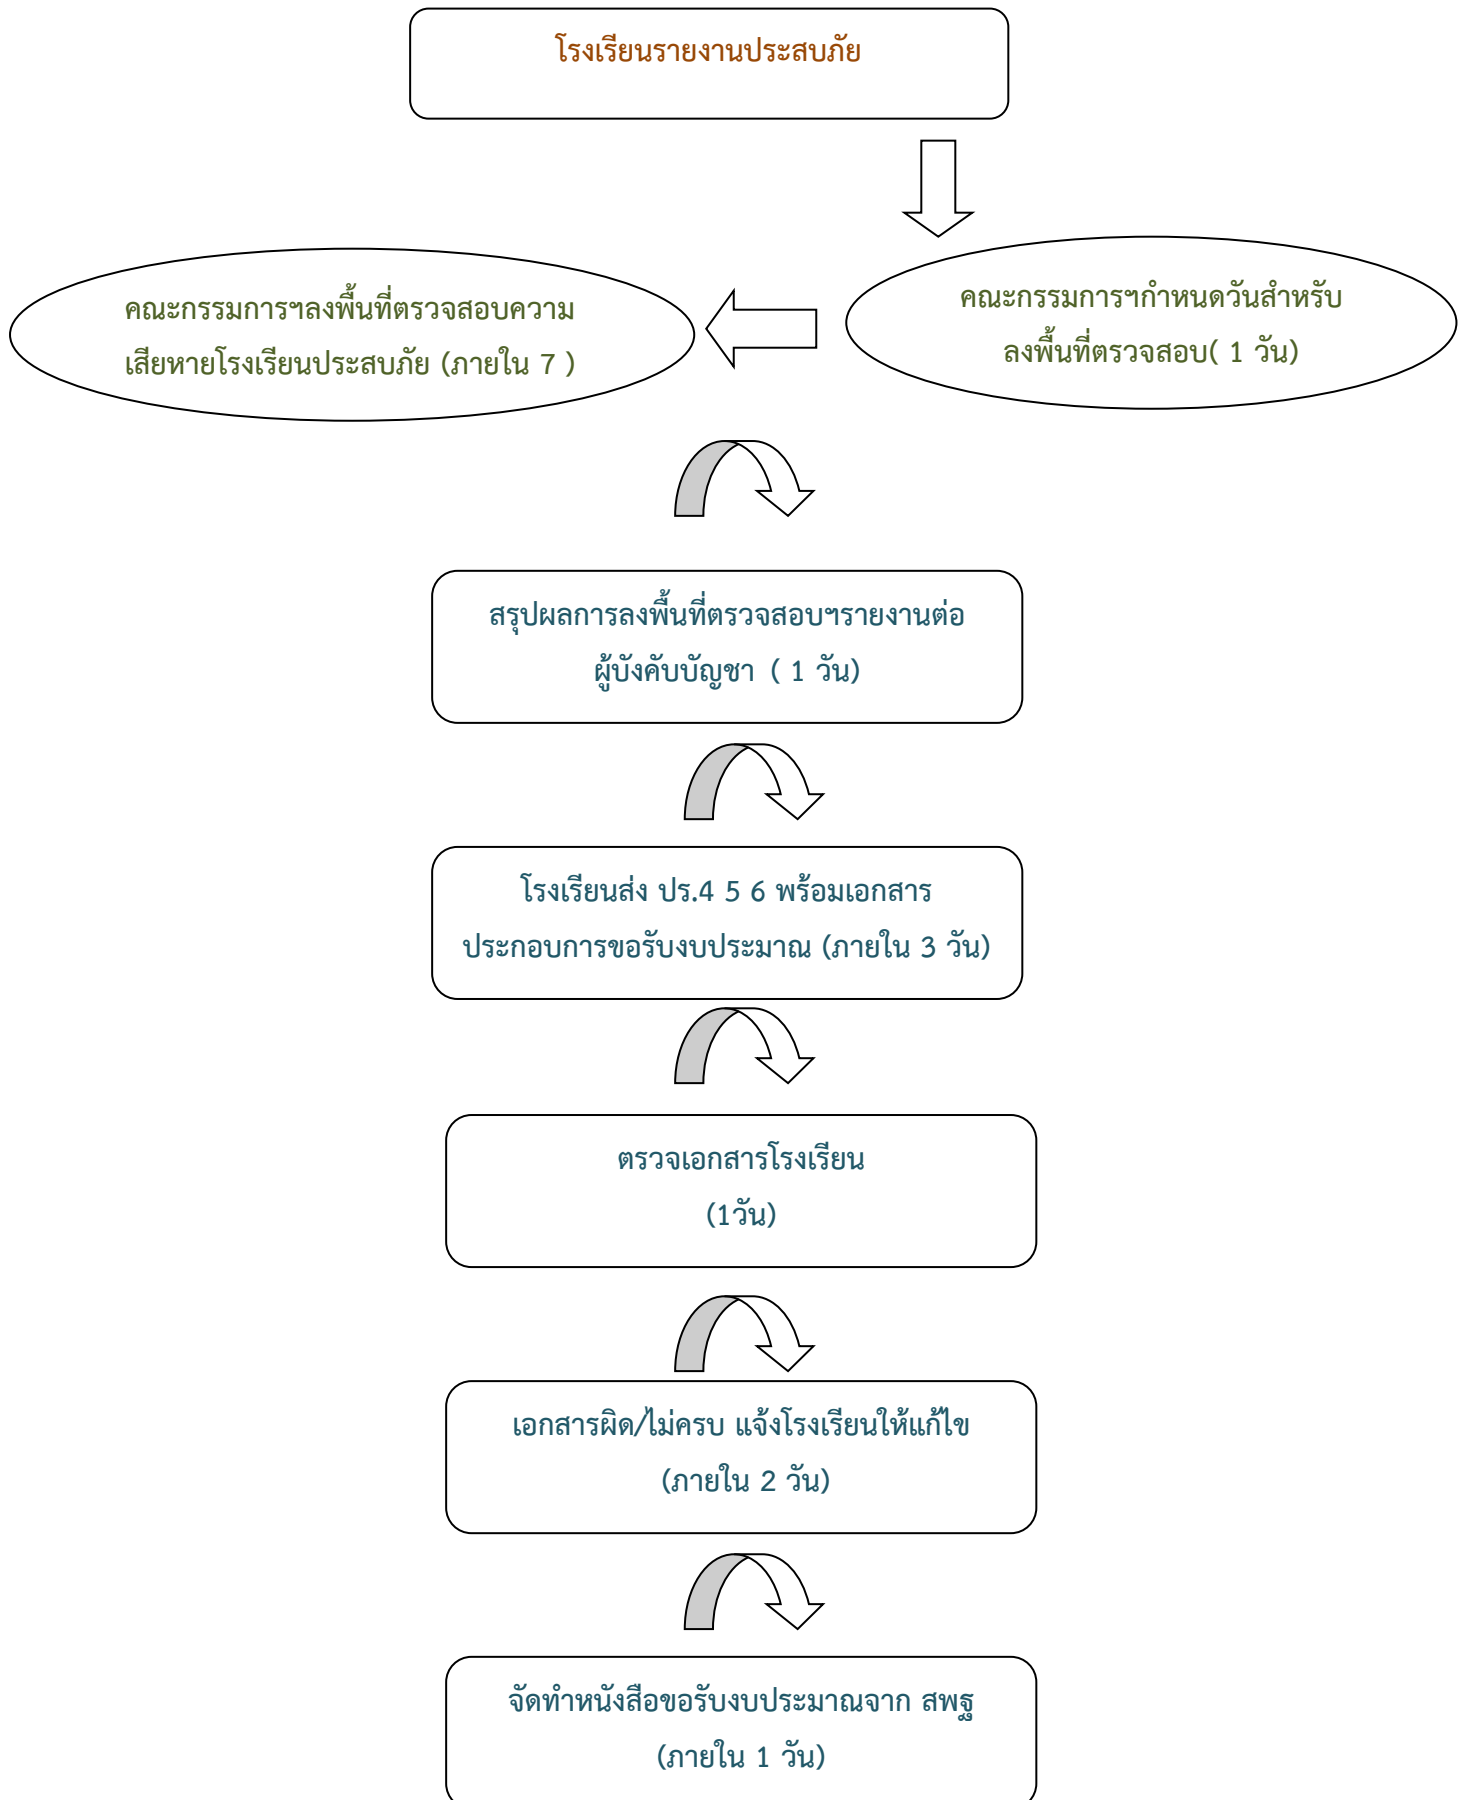 โรงเรียนรายงานประสบภัย
คณะกรรมการฯกำหนดวันสำหรับ
ลงพื้นที่ตรวจสอบ( 1 วัน)
คณะกรรมการฯลงพื้นที่ตรวจสอบความ
เสียหายโรงเรียนประสบภัย (ภายใน 7 )
สรุปผลการลงพื้นที่ตรวจสอบฯรายงานต่อ
ผู้บังคับบัญชา ( 1 วัน)
โรงเรียนส่ง ปร.4 5 6 พร้อมเอกสาร
ประกอบการขอรับงบประมาณ (ภายใน 3 วัน)
ตรวจเอกสารโรงเรียน
(1วัน)
เอกสารผิด/ไม่ครบ แจ้งโรงเรียนให้แก้ไข
(ภายใน 2 วัน)
จัดทำหนังสือขอรับงบประมาณจาก สพฐ
(ภายใน 1 วัน)